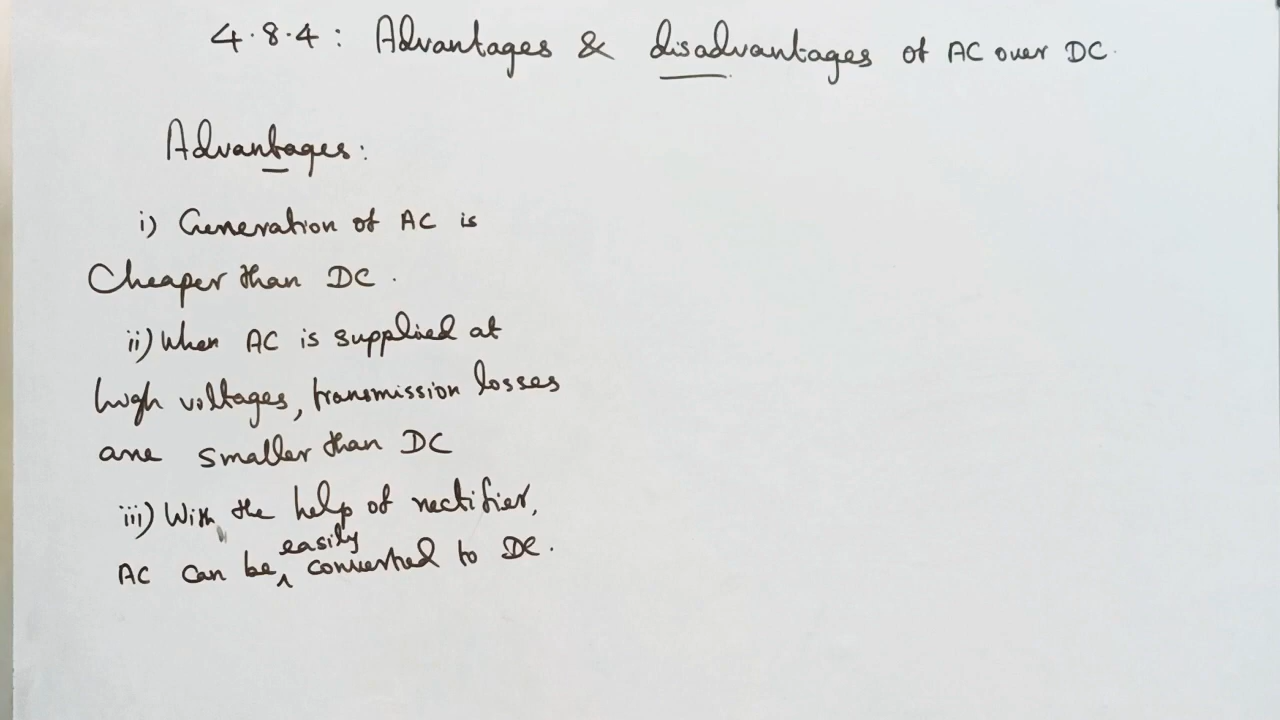 4.8.4: Advantages & disadvantages of AC over DC.
Advantages:
i) Generation of AC is
Cheaper than DC.
ii) When AC is supplied at
high voltages, transmission losses
are smaller than DC
iii) With the help of rectifier,
AC can be easily converted to DC.